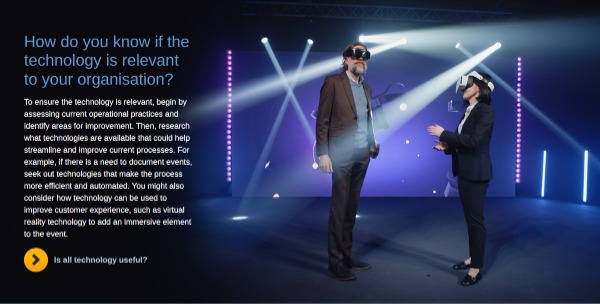 How do you know if the
technology is relevant
to your organisation?
To ensure the technology is relevant, begin by
assessing current operational practices and
identify areas for improvement. Then, research
what technologies are available that could help
streamline and improve current processes. For
example, if there is a need to document events,
seek out technologies that make the process
more efficient and automated. You might also
consider how technology can be used to
improve customer experience, such as virtual
reality technology to add an immersive element
to the event.
Is all technology useful?